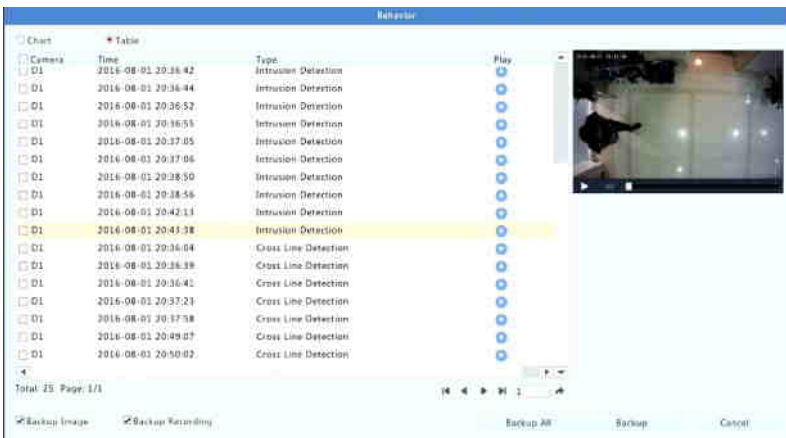 Behavior
Chart Table
Camera Time Type Play
D1 2016-08-01 20:36:42 Intrusion Detection
D1 2016-08-01 20:36:44 Intrusion Detection
D1 2016-08-01 20:36:52 Intrusion Detection
D1 2016-08-01 20:36:55 Intrusion Detection
D1 2016-08-01 20:37:05 Intrusion Detection
D1 2016-08-01 20:37:06 Intrusion Detection
D1 2016-08-01 20:38:50 Intrusion Detection
D1 2016-08-01 20:38:56 Intrusion Detection
D1 2016-08-01 20:42:13 Intrusion Detection
D1 2016-08-01 20:43:38 Intrusion Detection
D1 2016-08-01 20:36:04 Cross Line Detection
D1 2016-08-01 20:36:39 Cross Line Detection
D1 2016-08-01 20:36:41 Cross Line Detection
D1 2016-08-01 20:37:23 Cross Line Detection
D1 2016-08-01 20:37:58 Cross Line Detection
D1 2016-08-01 20:49:07 Cross Line Detection
D1 2016-08-01 20:50:02 Cross Line Detection
Total: 25 Page: 1/1 1
Backup Image Backup Recording Backup All Backup Cancel